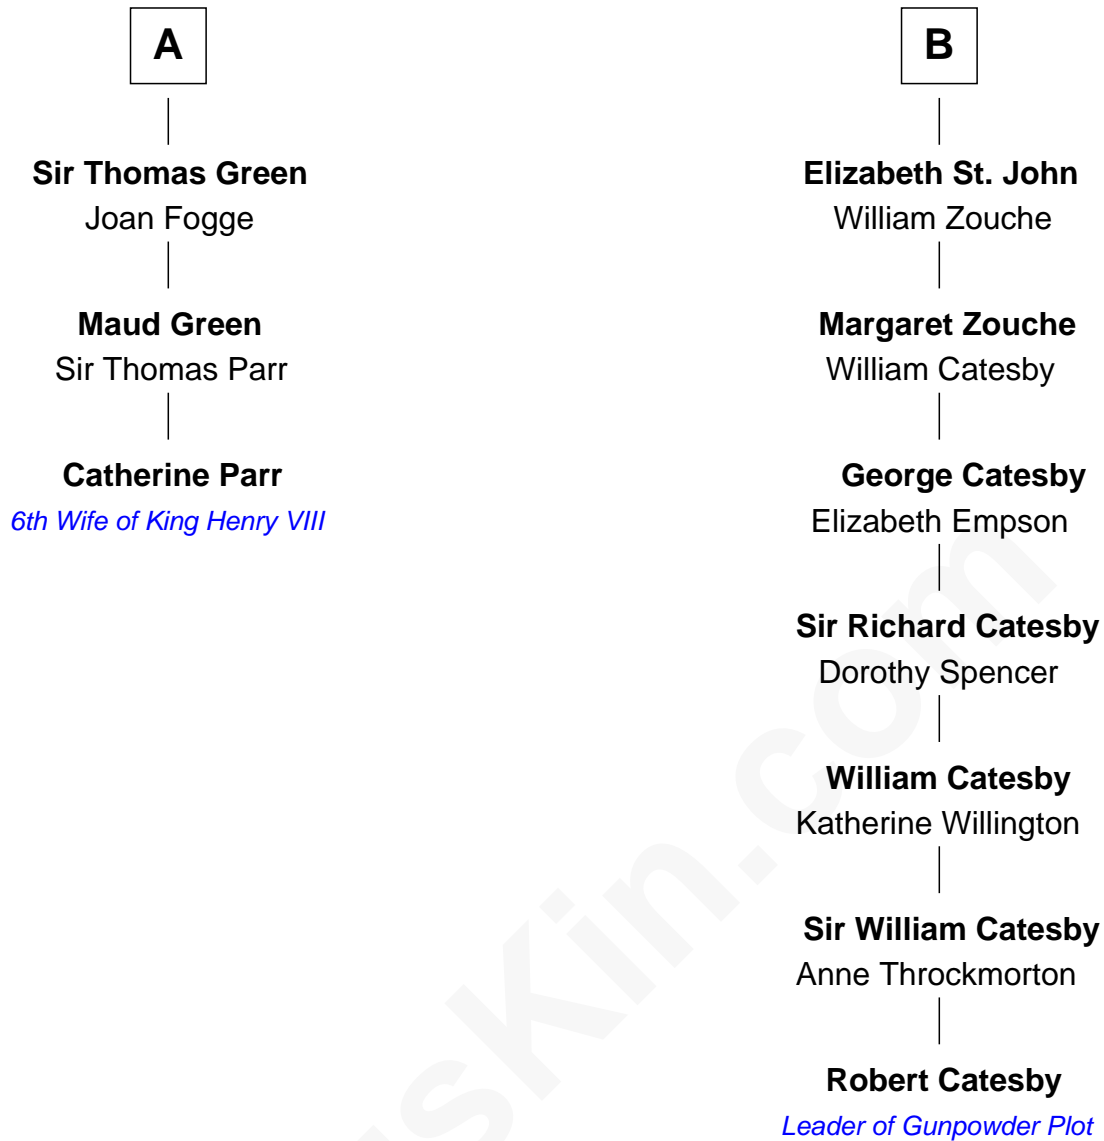 A
Sir Thomas Green
Joan Fogge
Maud Green
Sir Thomas Parr
Catherine Parr
6th Wife of King Henry VIII
B
Elizabeth St. John
William Zouche
Margaret Zouche
William Catesby
George Catesby
Elizabeth Empson
Sir Richard Catesby
Dorothy Spencer
William Catesby
Katherine Willington
Sir William Catesby
Anne Throckmorton
Robert Catesby
Leader of Gunpowder Plot
usKin.com